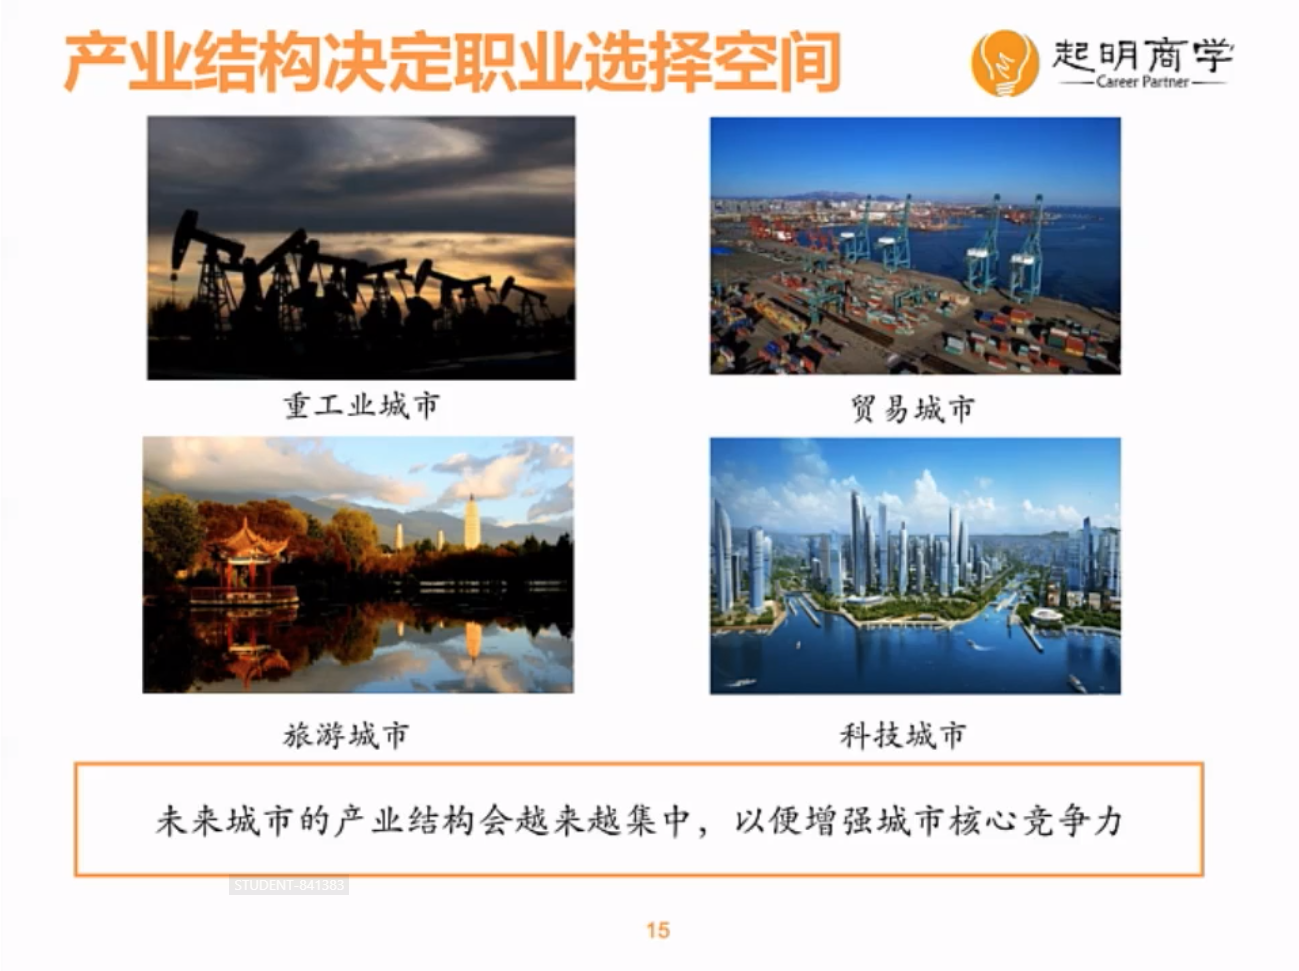 产业结构决定职业选择空间
起明商学
Career Partner
重工业城市
贸易城市
旅游城市
科技城市
未来城市的产业结构会越来越集中，以便增强城市核心竞争力
STUDENT-841383
15